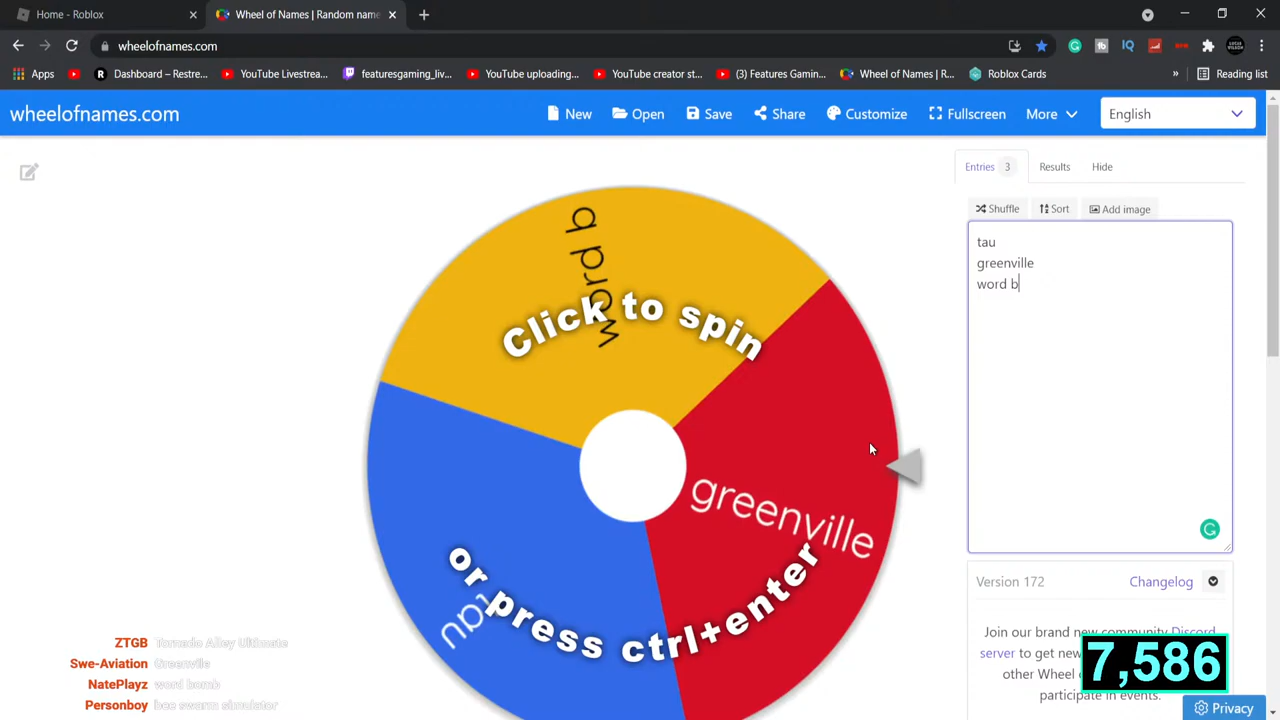 Home - Roblox
Wheel of Names | Random name
wheelofnames.com
Apps
Dashboard – Restre...
YouTube Livestrea...
featuresgaming_liv...
YouTube uploading...
YouTube creator st...
(3) Features Gamin...
Wheel of Names | R...
Roblox Cards
Reading list
wheelofnames.com
New
Open
Save
Share
Customize
Fullscreen
More
English
Entries 3
Results
Hide
Shuffle
Sort
Add image
tau
greenville
word b
word b
greenville
tau
Click to spin
or press ctrl+enter
Version 172
Changelog
Join our brand new community Discord
server to get new
other Wheel
participate in events.
7,586
Privacy
ZTGB Tornado Alley Ultimate
Swe-Aviation Greenville
NatePlayz word bomb
Personboy bee swarm simulator